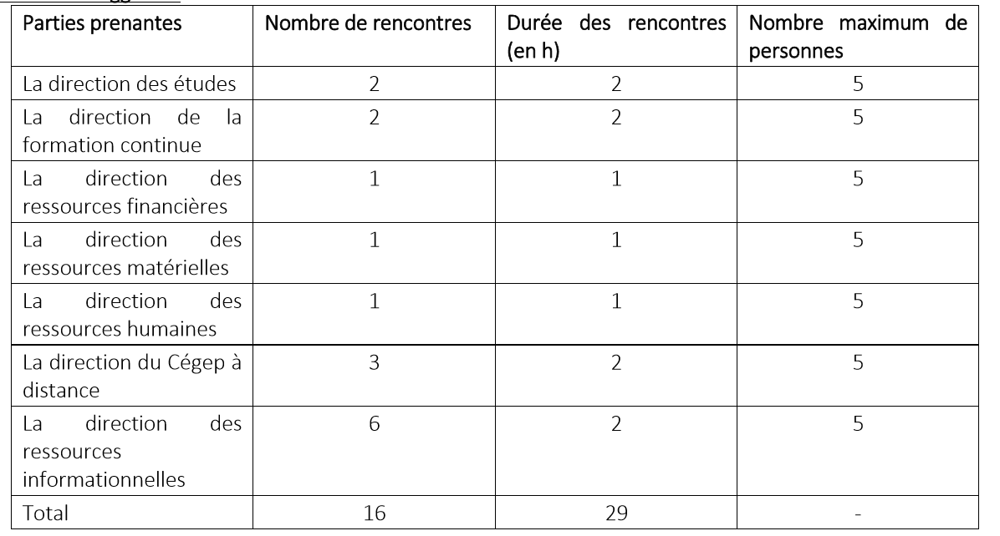 Parties prenantes Nombre de rencontres Durée des rencontres (en h) Nombre maximum de personnes
La direction des études 2 2 5
La direction de la formation continue 2 2 5
La direction des ressources financières 1 1 5
La direction des ressources matérielles 1 1 5
La direction des ressources humaines 1 1 5
La direction du Cégep à distance 3 2 5
La direction des ressources informationnelles 6 2 5
Total 16 29 -